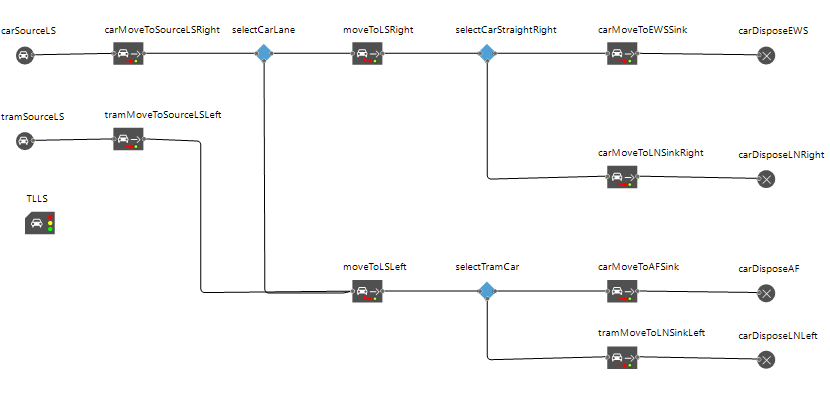 carSourceLS
carMoveToSourceLSRight
selectCarLane
moveToLSRight
selectCarStraightRight
carMoveToEWSSink
carDisposeEWS
tramSourceLS
tramMoveToSourceLSLeft
carMoveToLNSinkRight
carDisposeLNRight
TLLS
moveToLSLeft
selectTramCar
carMoveToAFSink
carDisposeAF
tramMoveToLNSinkLeft
carDisposeLNLeft